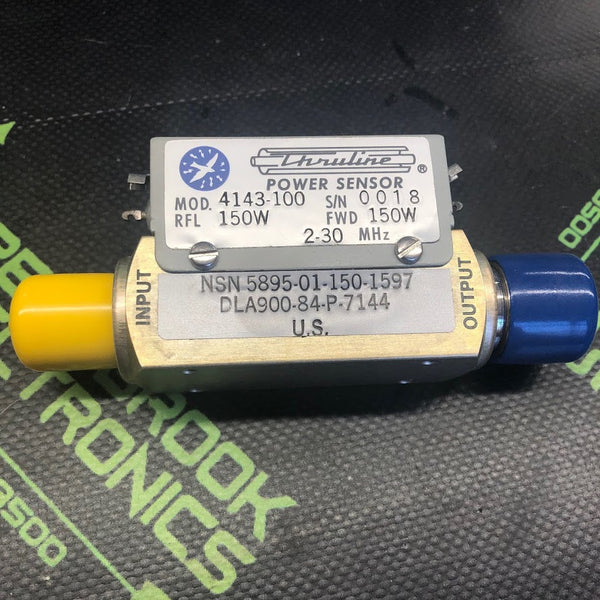 Thruline ®
POWER SENSOR
MOD. 4143-100 S/N 0018
RFL 150W FWD 150W
2-30 MHz
INPUT
NSN 5895-01-150-1597
DLA900-84-P-7144
U.S.
OUTPUT